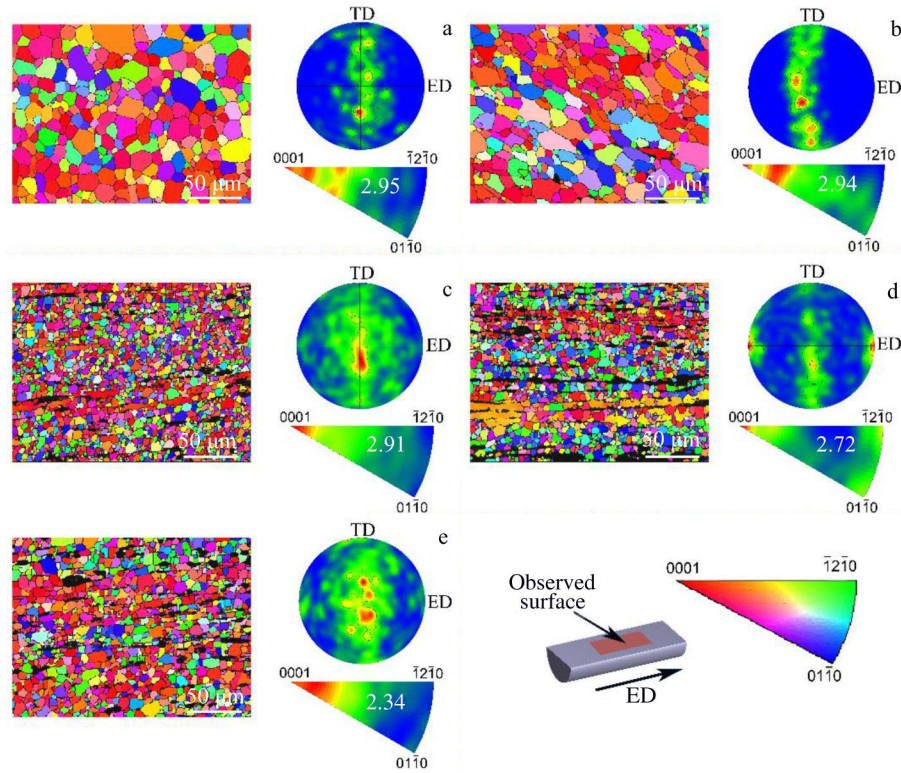 TD
a
ED
0001
1̅21̅0
2.95
011̅0
50 μm
TD
b
ED
0001
1̅21̅0
2.94
011̅0
50 μm
TD
c
ED
0001
1̅21̅0
2.91
011̅0
50 μm
TD
d
ED
0001
1̅21̅0
2.72
011̅0
50 μm
TD
e
ED
0001
1̅21̅0
2.34
011̅0
50 μm
Observed
surface
ED
0001
1̅21̅0
011̅0